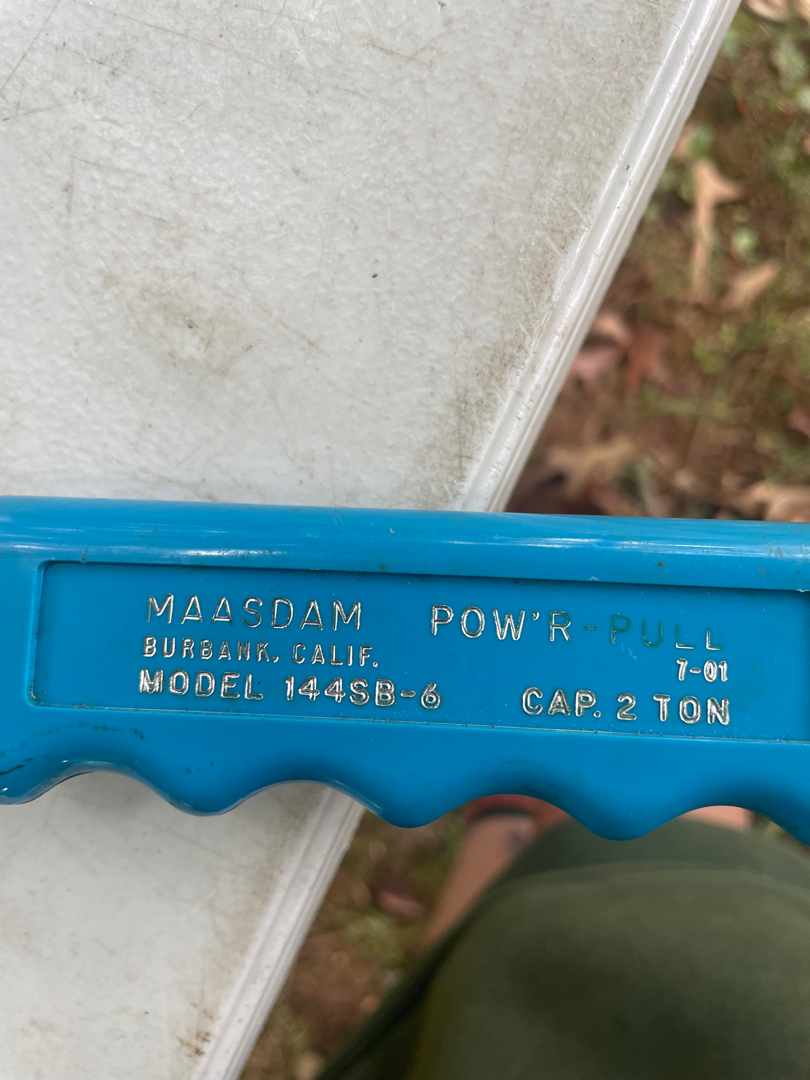 MAASDAM POW'R-PULL
BURBANK, CALIF. 7-01
MODEL 144SB-6 CAP. 2 TON